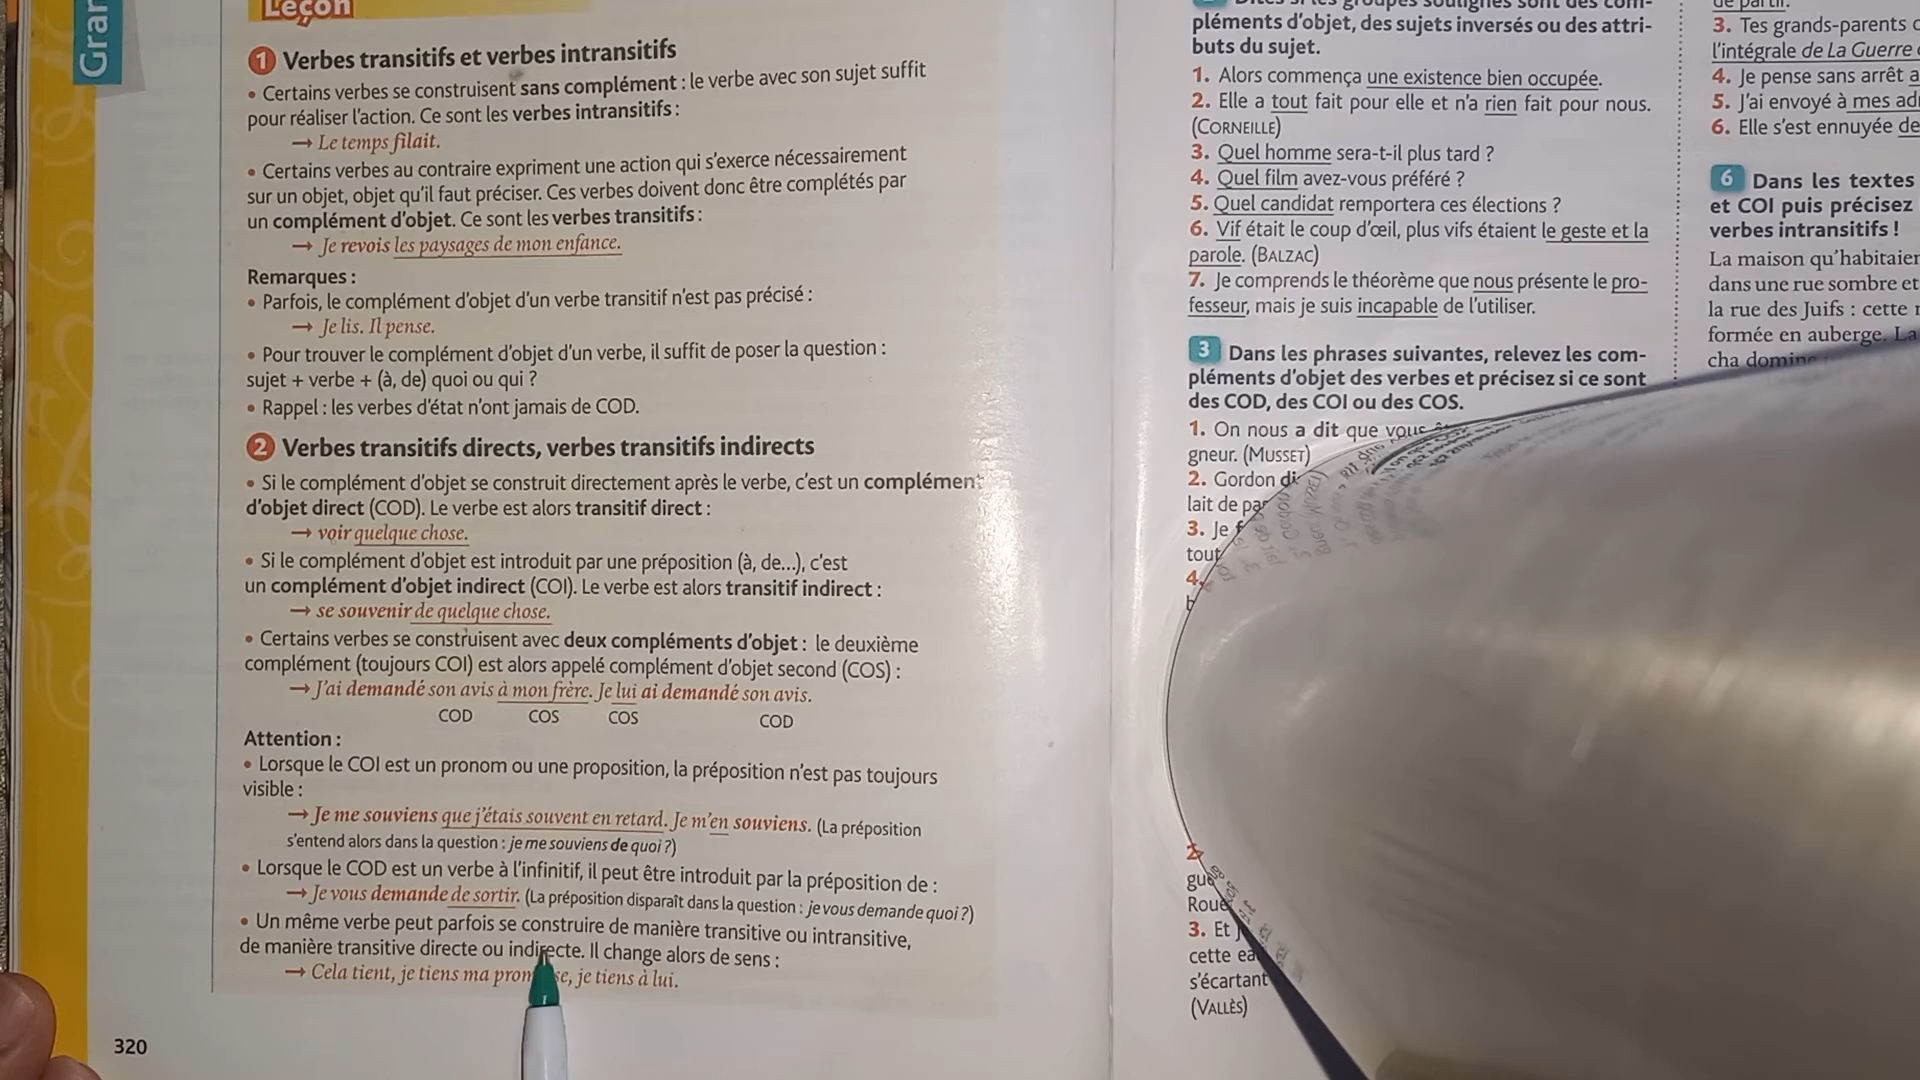 Gran
Leçon
1 Verbes transitifs et verbes intransitifs
• Certains verbes se construisent sans complément : le verbe avec son sujet suffit
pour réaliser l'action. Ce sont les verbes intransitifs :
→ Le temps filait.
• Certains verbes au contraire expriment une action qui s'exerce nécessairement
sur un objet, objet qu'il faut préciser. Ces verbes doivent donc être complétés par
un complément d'objet. Ce sont les verbes transitifs :
→ Je revois les paysages de mon enfance.
Remarques :
• Parfois, le complément d'objet d'un verbe transitif n'est pas précisé :
→ Je lis. Il pense.
• Pour trouver le complément d'objet d'un verbe, il suffit de poser la question :
sujet + verbe + (à, de) quoi ou qui ?
• Rappel : les verbes d'état n'ont jamais de COD.
2 Verbes transitifs directs, verbes transitifs indirects
• Si le complément d'objet se construit directement après le verbe, c'est un complément
d'objet direct (COD). Le verbe est alors transitif direct :
→ voir quelque chose.
• Si le complément d'objet est introduit par une préposition (à, de...), c'est
un complément d'objet indirect (COI). Le verbe est alors transitif indirect :
→ se souvenir de quelque chose.
• Certains verbes se construisent avec deux compléments d'objet : le deuxième
complément (toujours COI) est alors appelé complément d'objet second (COS) :
→ J'ai demandé son avis à mon frère. Je lui ai demandé son avis.
COD COS COS COD
Attention :
• Lorsque le COI est un pronom ou une proposition, la préposition n'est pas toujours
visible :
→ Je me souviens que j'étais souvent en retard. Je m'en souviens. (La préposition
s'entend alors dans la question : je me souviens de quoi ?)
• Lorsque le COD est un verbe à l'infinitif, il peut être introduit par la préposition de :
→ Je vous demande de sortir. (La préposition disparaît dans la question : je vous demande quoi ?)
• Un même verbe peut parfois se construire de manière transitive ou intransitive,
de manière transitive directe ou indirecte. Il change alors de sens :
→ Cela tient, je tiens ma promesse, je tiens à lui.
320
pléments d'objet, des sujets inversés ou des attri-
buts du sujet.
1. Alors commença une existence bien occupée.
2. Elle a tout fait pour elle et n'a rien fait pour nous.
(CORNEILLE)
3. Quel homme sera-t-il plus tard ?
4. Quel film avez-vous préféré ?
5. Quel candidat remportera ces élections ?
6. Vif était le coup d'œil, plus vifs étaient le geste et la
parole. (BALZAC)
7. Je comprends le théorème que nous présente le pro-
fesseur, mais je suis incapable de l'utiliser.
3 Dans les phrases suivantes, relevez les com-
pléments d'objet des verbes et précisez si ce sont
des COD, des COI ou des COS.
1. On nous a dit que vous
gneur. (MUSSET)
2. Gordon
lait de
3. Je
tout
4.
3. Et
cette
s'écartant
(VALLÈS)
de partir.
3. Tes grands-parents
l'intégrale de La Guerre
4. Je pense sans arrêt
5. J'ai envoyé à mes
6. Elle s'est ennuyée
6 Dans les textes
et COI puis précisez
verbes intransitifs !
La maison qu'habitaien
dans une rue sombre et
la rue des Juifs : cette
formée en auberge. La
cha